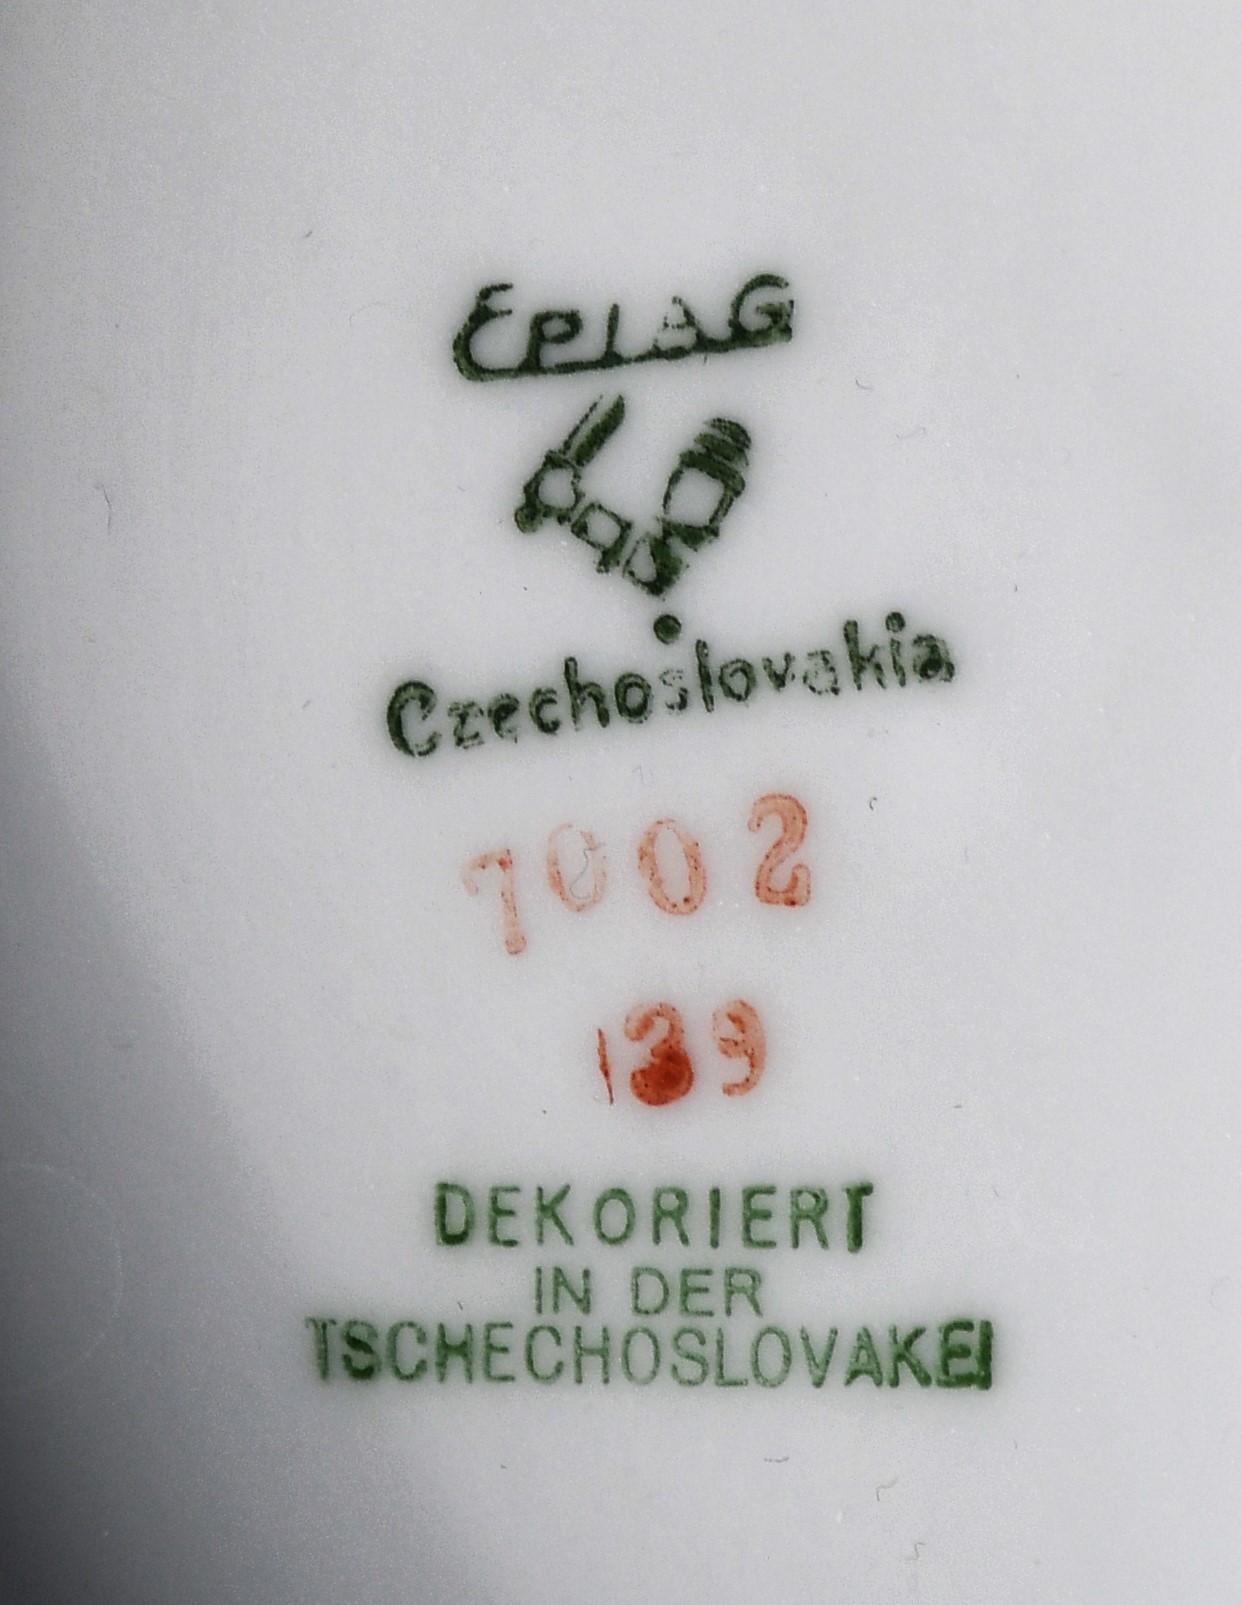 EPIAG
Czechoslovakia
7002
139
DEKORIERT
IN DER
TSCHECHOSLOVAKEI